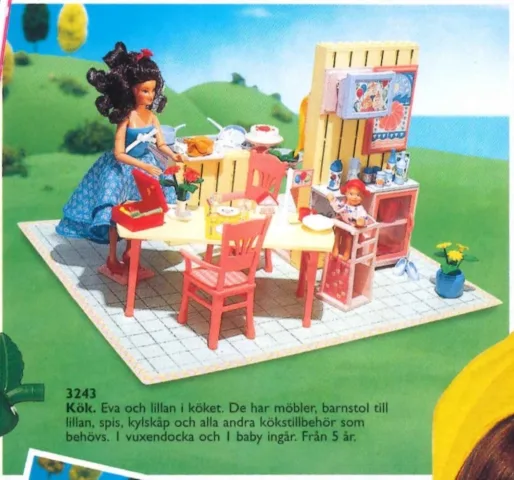 3243
Kök. Eva och lillan i köket. De har möbler, barnstol till
lillan, spis, kylskåp och alla andra kökstillbehör som
behövs. 1 vuxendocka och 1 baby ingår. Från 5 år.